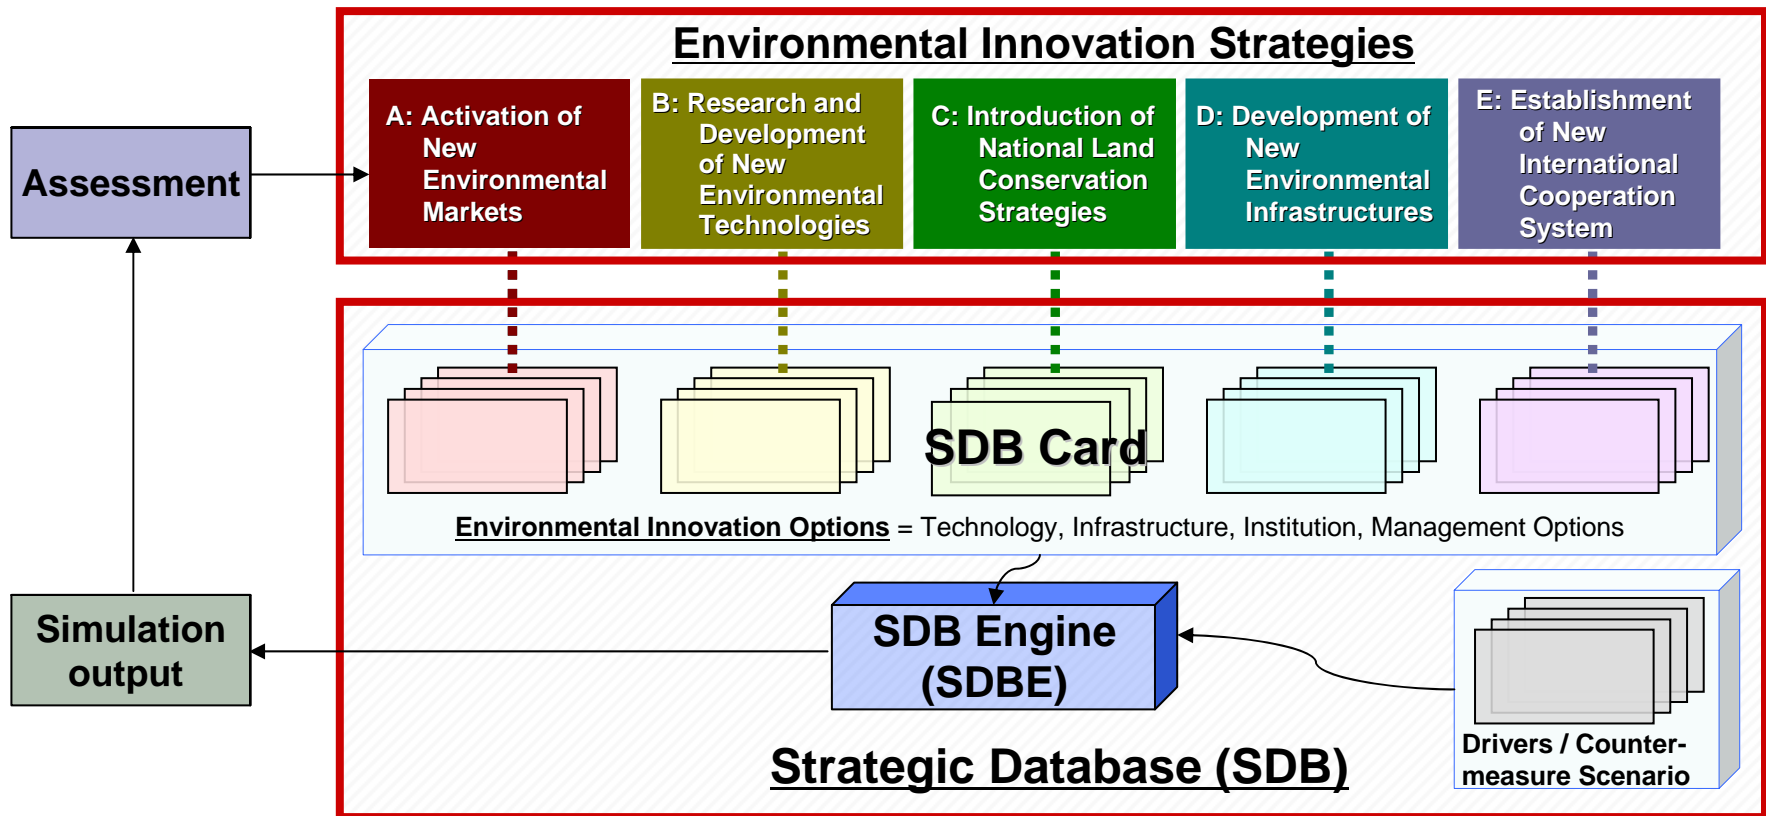 Environmental Innovation Strategies
A: Activation of
New
Environmental
Markets
B: Research and
Development
of New
Environmental
Technologies
C: Introduction of
National Land
Conservation
Strategies
D: Development of
New
Environmental
Infrastructures
E: Establishment
of New
International
Cooperation
System
Assessment
SDB Card
Environmental Innovation Options = Technology, Infrastructure, Institution, Management Options
Simulation
output
SDB Engine
(SDBE)
Drivers / Counter-
measure Scenario
Strategic Database (SDB)